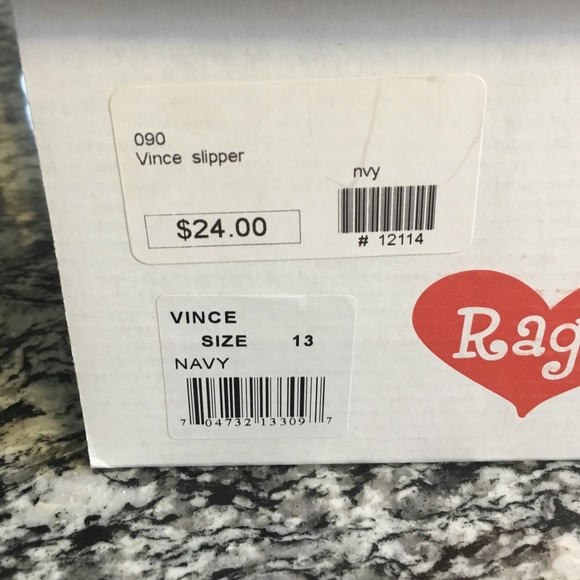 090
Vince slipper
nvy
$24.00
# 12114
VINCE
SIZE 13
NAVY
7 04732 13309 7
Rag